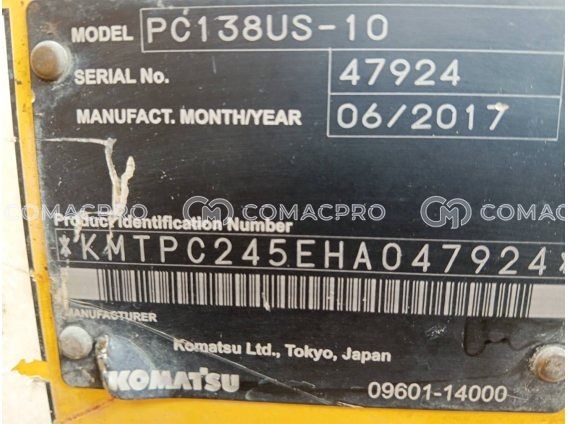 MODEL PC138US-10
SERIAL No. 47924
MANUFACT. MONTH/YEAR 06/2017
COMACPRO COMACPRO COMACPRO
Product Identification Number
*KMTPC245EHA047924*
MANUFACTURER
Komatsu Ltd., Tokyo, Japan
KOMATSU 09601-14000